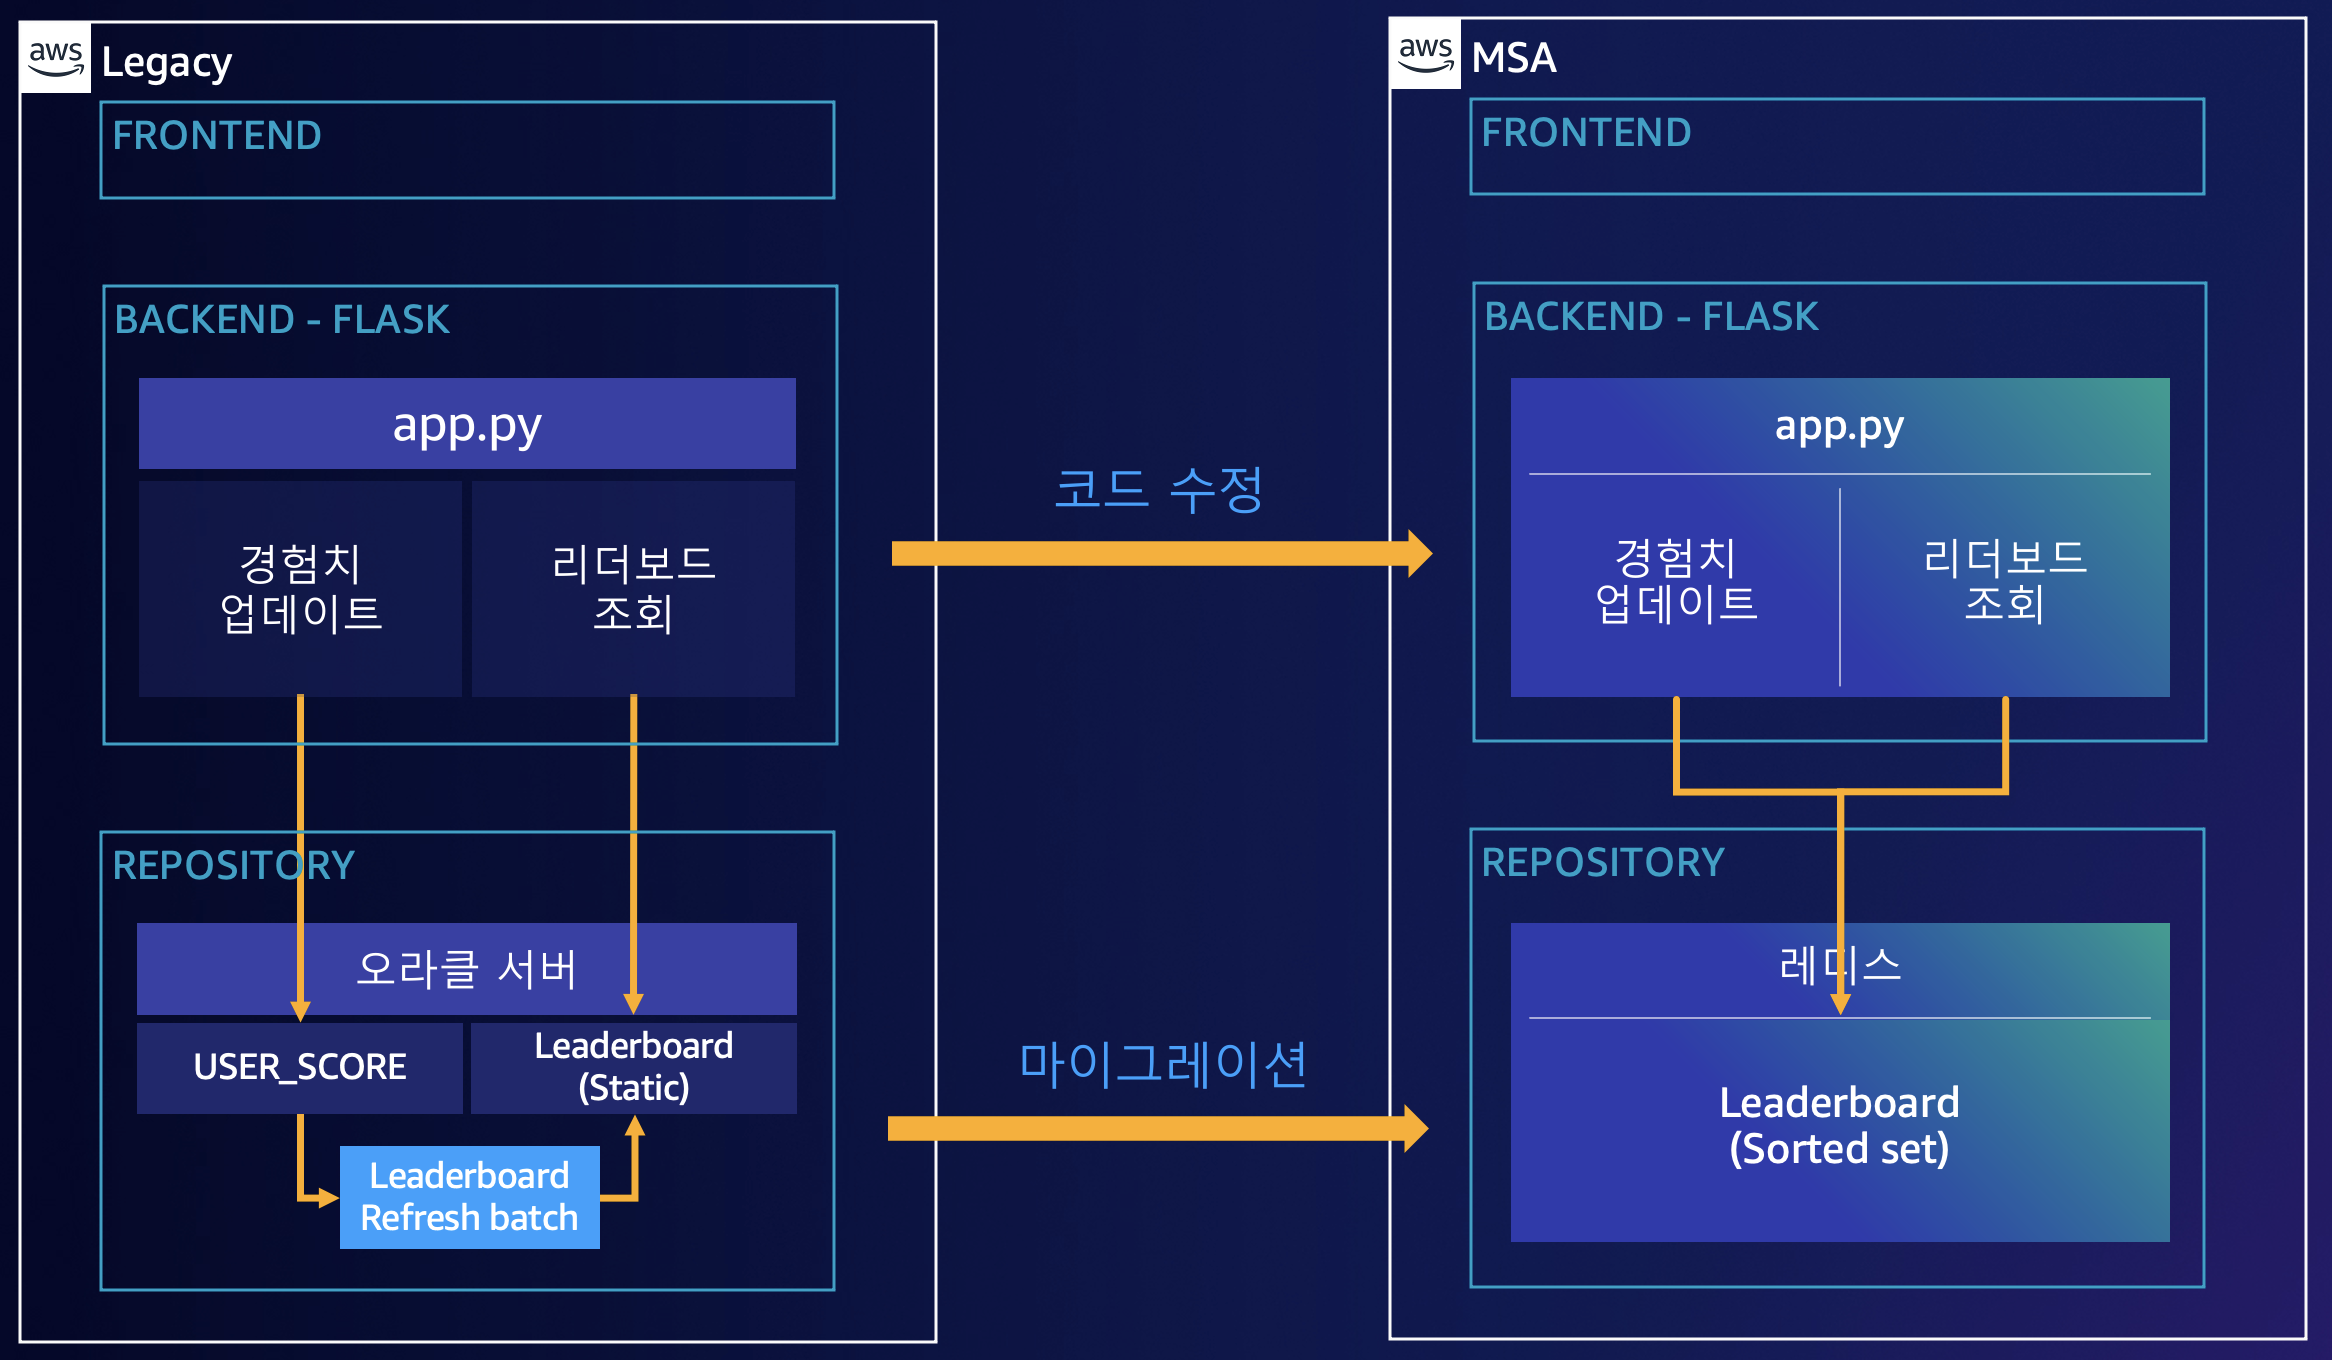 aws
Legacy
FRONTEND
BACKEND - FLASK
app.py
경험치
업데이트
리더보드
조회
REPOSITORY
오라클 서버
USER_SCORE
Leaderboard
(Static)
Leaderboard
Refresh batch
코드 수정
마이그레이션
aws
MSA
FRONTEND
BACKEND - FLASK
app.py
경험치
업데이트
리더보드
조회
REPOSITORY
레디스
Leaderboard
(Sorted set)